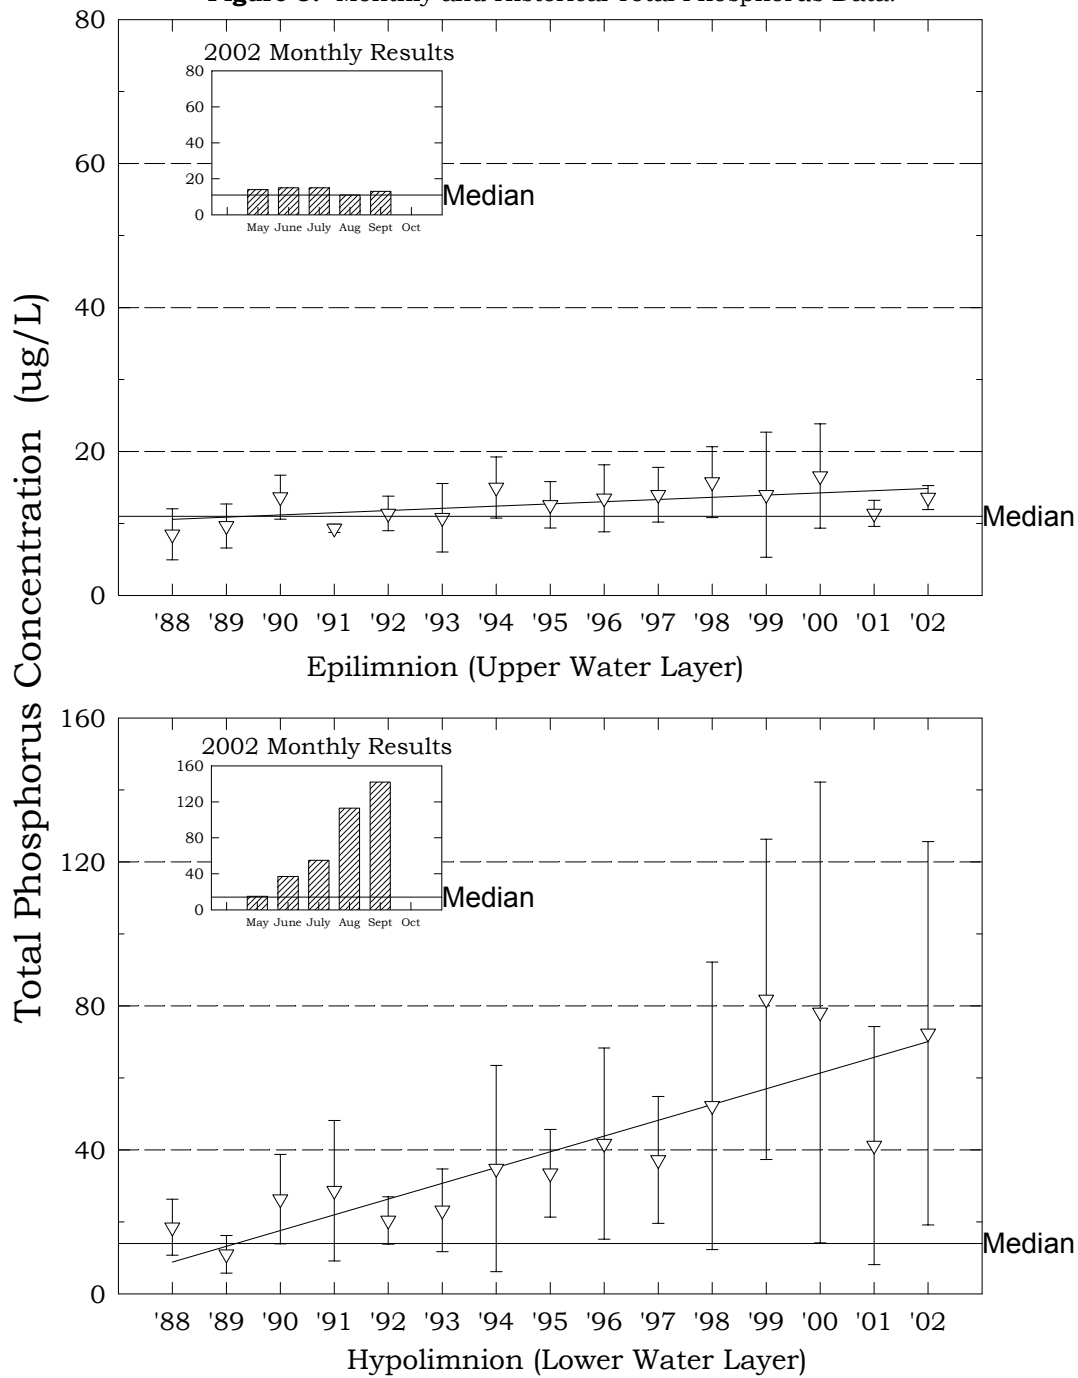 Figure 3. Monthly and Historical Total Phosphorus Data.
80
60
40
20
0
2002 Monthly Results
80
60
40
20
0
Median
May June July Aug Sept Oct
Median
'88 '89 '90 '91 '92 '93 '94 '95 '96 '97 '98 '99 '00 '01 '02
Epilimnion (Upper Water Layer)
Total Phosphorus Concentration (ug/L)
160
120
80
40
0
2002 Monthly Results
160
120
80
40
0
Median
May June July Aug Sept Oct
Median
'88 '89 '90 '91 '92 '93 '94 '95 '96 '97 '98 '99 '00 '01 '02
Hypolimnion (Lower Water Layer)